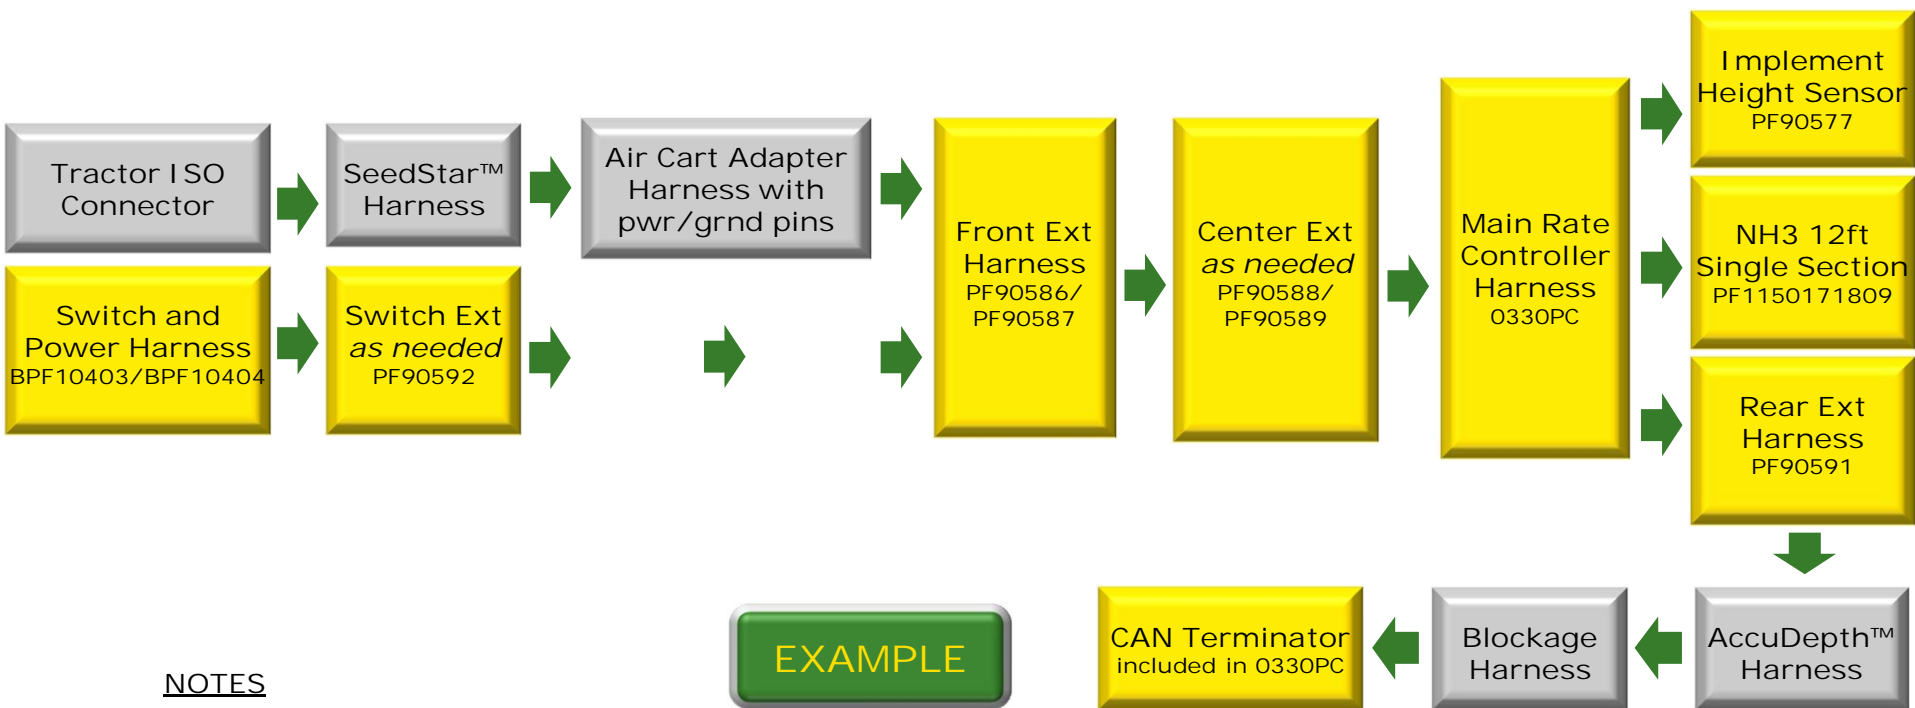 Tractor ISO
Connector
SeedStar™
Harness
Air Cart Adapter
Harness with
pwr/grnd pins
Switch and
Power Harness
BPF10403/BPF10404
Switch Ext
as needed
PF90592
Front Ext
Harness
PF90586/
PF90587
Center Ext
as needed
PF90588/
PF90589
Main Rate
Controller
Harness
0330PC
Implement
Height Sensor
PF90577
NH3 12ft
Single Section
PF1150171809
Rear Ext
Harness
PF90591
AccuDepth™
Harness
Blockage
Harness
CAN Terminator
included in 0330PC
EXAMPLE
NOTES